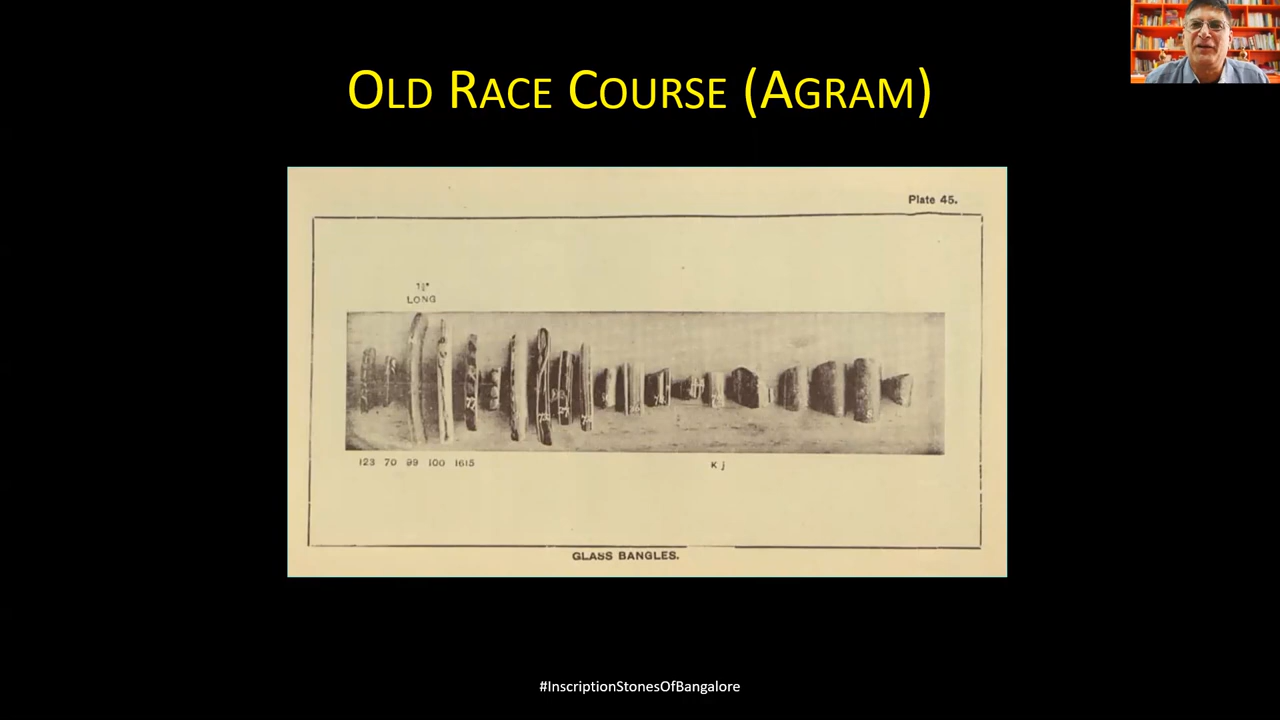 OLD RACE COURSE (AGRAM)
Plate 45.
1½"
LONG
123 70 99 100 1615
K j
GLASS BANGLES.
#InscriptionStonesOfBangalore